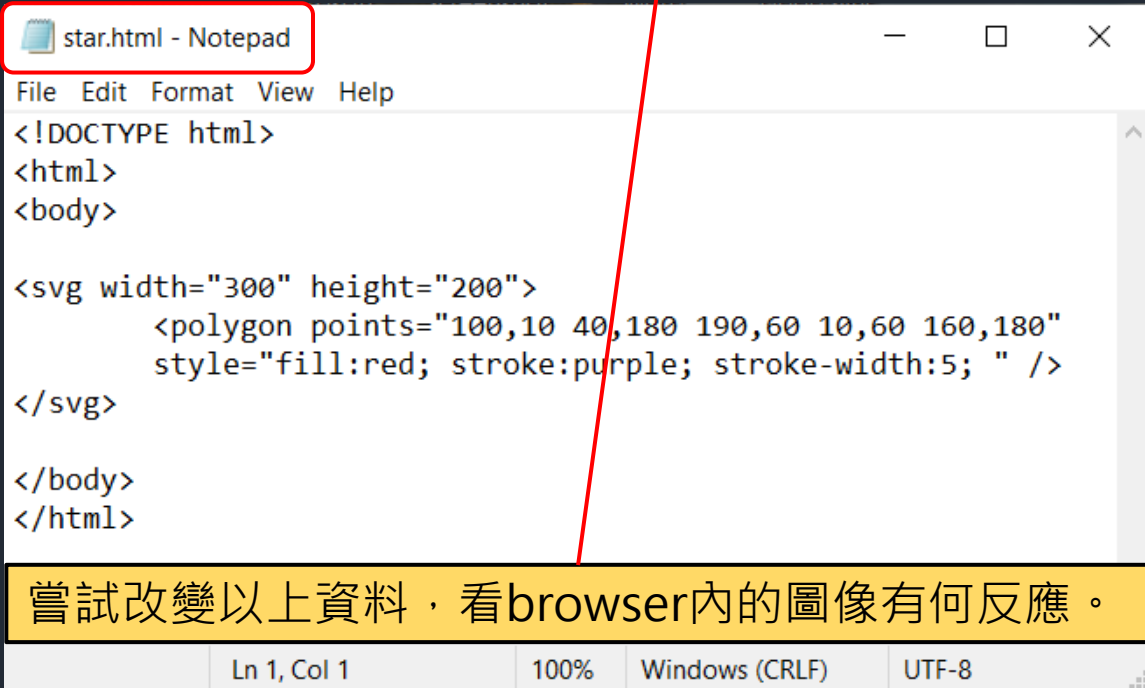 star.html - Notepad
File Edit Format View Help
<!DOCTYPE html>
<html>
<body>
<svg width="300" height="200">
<polygon points="100,10 40,180 190,60 10,60 160,180"
style="fill:red; stroke:purple; stroke-width:5; " />
</svg>
</body>
</html>
嘗試改變以上資料，看browser內的圖像有何反應。
Ln 1, Col 1 100% Windows (CRLF) UTF-8